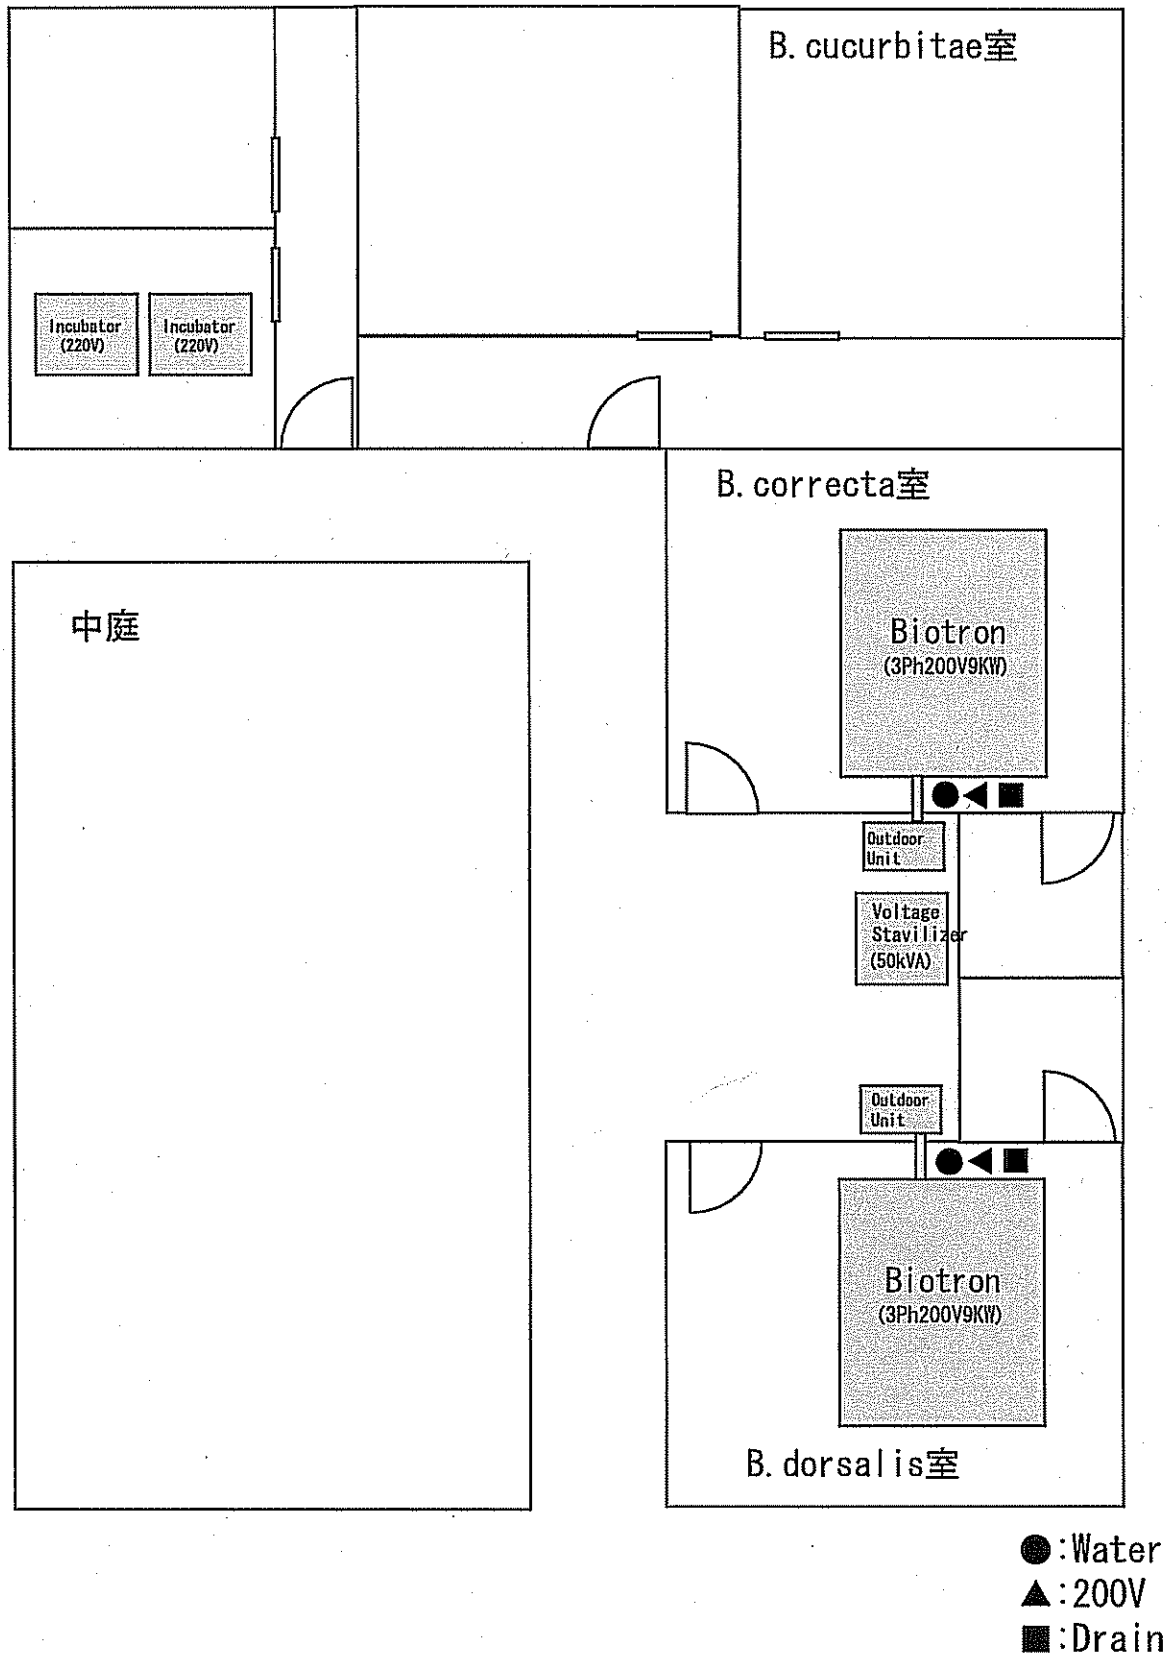 B. cucurbitae室
Incubator
(220V)
Incubator
(220V)
B. correcta室
中庭
Biotron
(3Ph200V9KW)
Outdoor
Unit
Voltage
Stavilizer
(50kVA)
Outdoor
Unit
Biotron
(3Ph200V9KW)
B. dorsalis室
●:Water
▲:200V
■:Drain